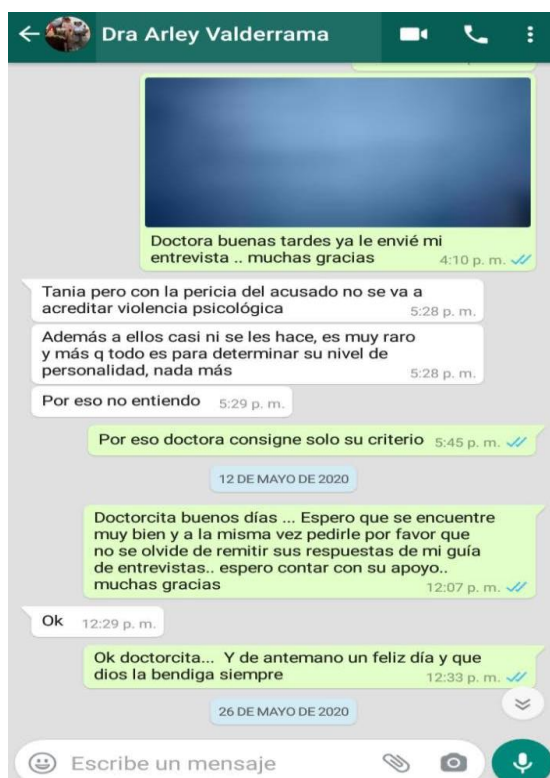 Dra Arley Valderrama
Doctora buenas tardes ya le envié mi
entrevista .. muchas gracias
4:10 p. m.
Tania pero con la pericia del acusado no se va a
acreditar violencia psicológica
5:28 p. m.
Además a ellos casi ni se les hace, es muy raro
y más q todo es para determinar su nivel de
personalidad, nada más
5:28 p. m.
Por eso no entiendo 5:29 p. m.
Por eso doctora consigne solo su criterio 5:45 p. m.
12 DE MAYO DE 2020
Doctorcita buenos días ... Espero que se encuentre
muy bien y a la misma vez pedirle por favor que
no se olvide de remitir sus respuestas de mi guía
de entrevistas.. espero contar con su apoyo..
muchas gracias
12:07 p. m.
Ok 12:29 p. m.
Ok doctorcita... Y de antemano un feliz día y que
dios la bendiga siempre
12:33 p. m.
26 DE MAYO DE 2020
Escribe un mensaje